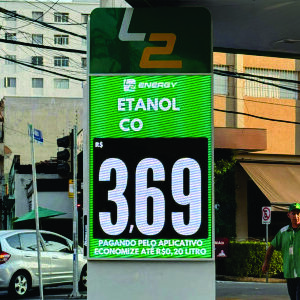 L2
ENERGY
ETANOL
CO
R$
3,69
PAGANDO PELO APLICATIVO
ECONOMIZE ATÉ R$0,20 LITRO